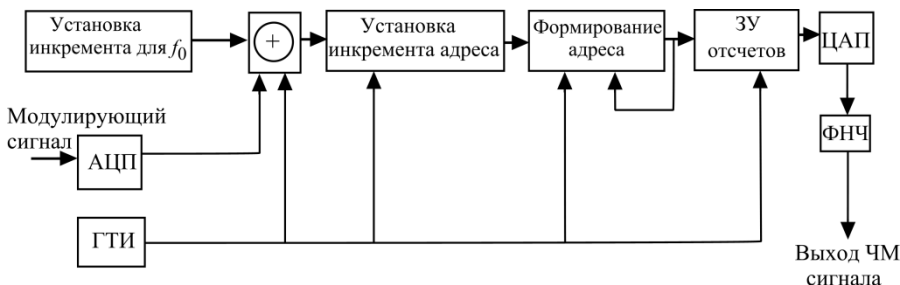 Установка
инкремента для f0
+
Установка
инкремента адреса
Формирование
адреса
ЗУ
отсчетов
ЦАП
Модулирующий
сигнал
АЦП
ФНЧ
ГТИ
Выход ЧМ
сигнала